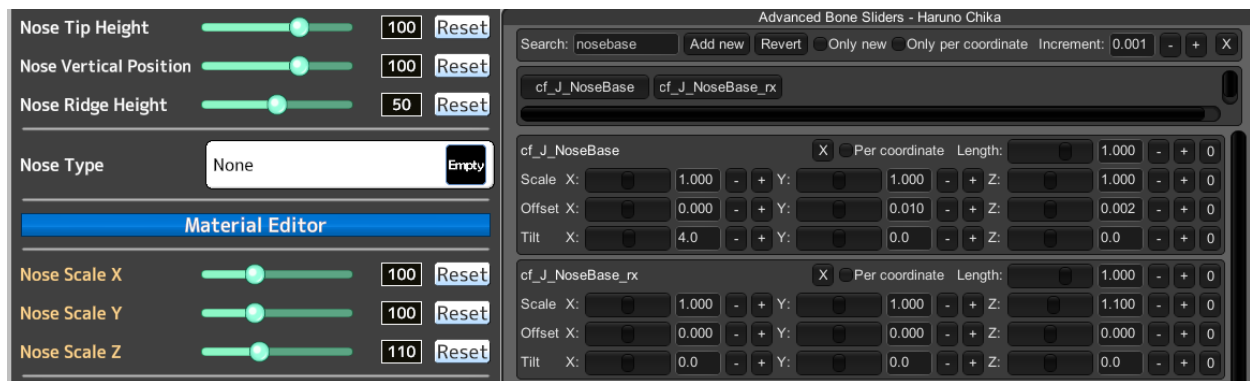 Nose Tip Height 100 Reset
Nose Vertical Position 100 Reset
Nose Ridge Height 50 Reset
Nose Type None Empty
Material Editor
Nose Scale X 100 Reset
Nose Scale Y 100 Reset
Nose Scale Z 110 Reset
Advanced Bone Sliders - Haruno Chika
Search: nosebase Add new Revert Only new Only per coordinate Increment: 0.001 - + X
cf_J_NoseBase cf_J_NoseBase_rx
cf_J_NoseBase X Per coordinate Length: 1.000 - + 0
Scale X: 1.000 - + Y: 1.000 - + Z: 1.000 - + 0
Offset X: 0.000 - + Y: 0.010 - + Z: 0.002 - + 0
Tilt X: 4.0 - + Y: 0.0 - + Z: 0.0 - + 0
cf_J_NoseBase_rx X Per coordinate Length: 1.000 - + 0
Scale X: 1.000 - + Y: 1.000 - + Z: 1.100 - + 0
Offset X: 0.000 - + Y: 0.000 - + Z: 0.000 - + 0
Tilt X: 0.0 - + Y: 0.0 - + Z: 0.0 - + 0